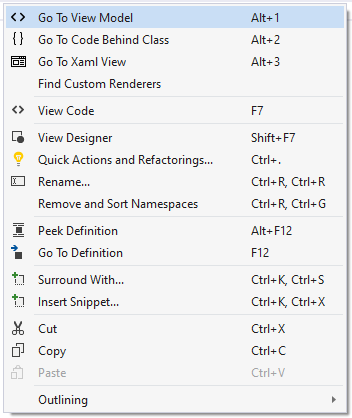 Go To View Model Alt+1
Go To Code Behind Class Alt+2
Go To Xaml View Alt+3
Find Custom Renderers
View Code F7
View Designer Shift+F7
Quick Actions and Refactorings... Ctrl+.
Rename... Ctrl+R, Ctrl+R
Remove and Sort Namespaces Ctrl+R, Ctrl+G
Peek Definition Alt+F12
Go To Definition F12
Surround With... Ctrl+K, Ctrl+S
Insert Snippet... Ctrl+K, Ctrl+X
Cut Ctrl+X
Copy Ctrl+C
Paste Ctrl+V
Outlining